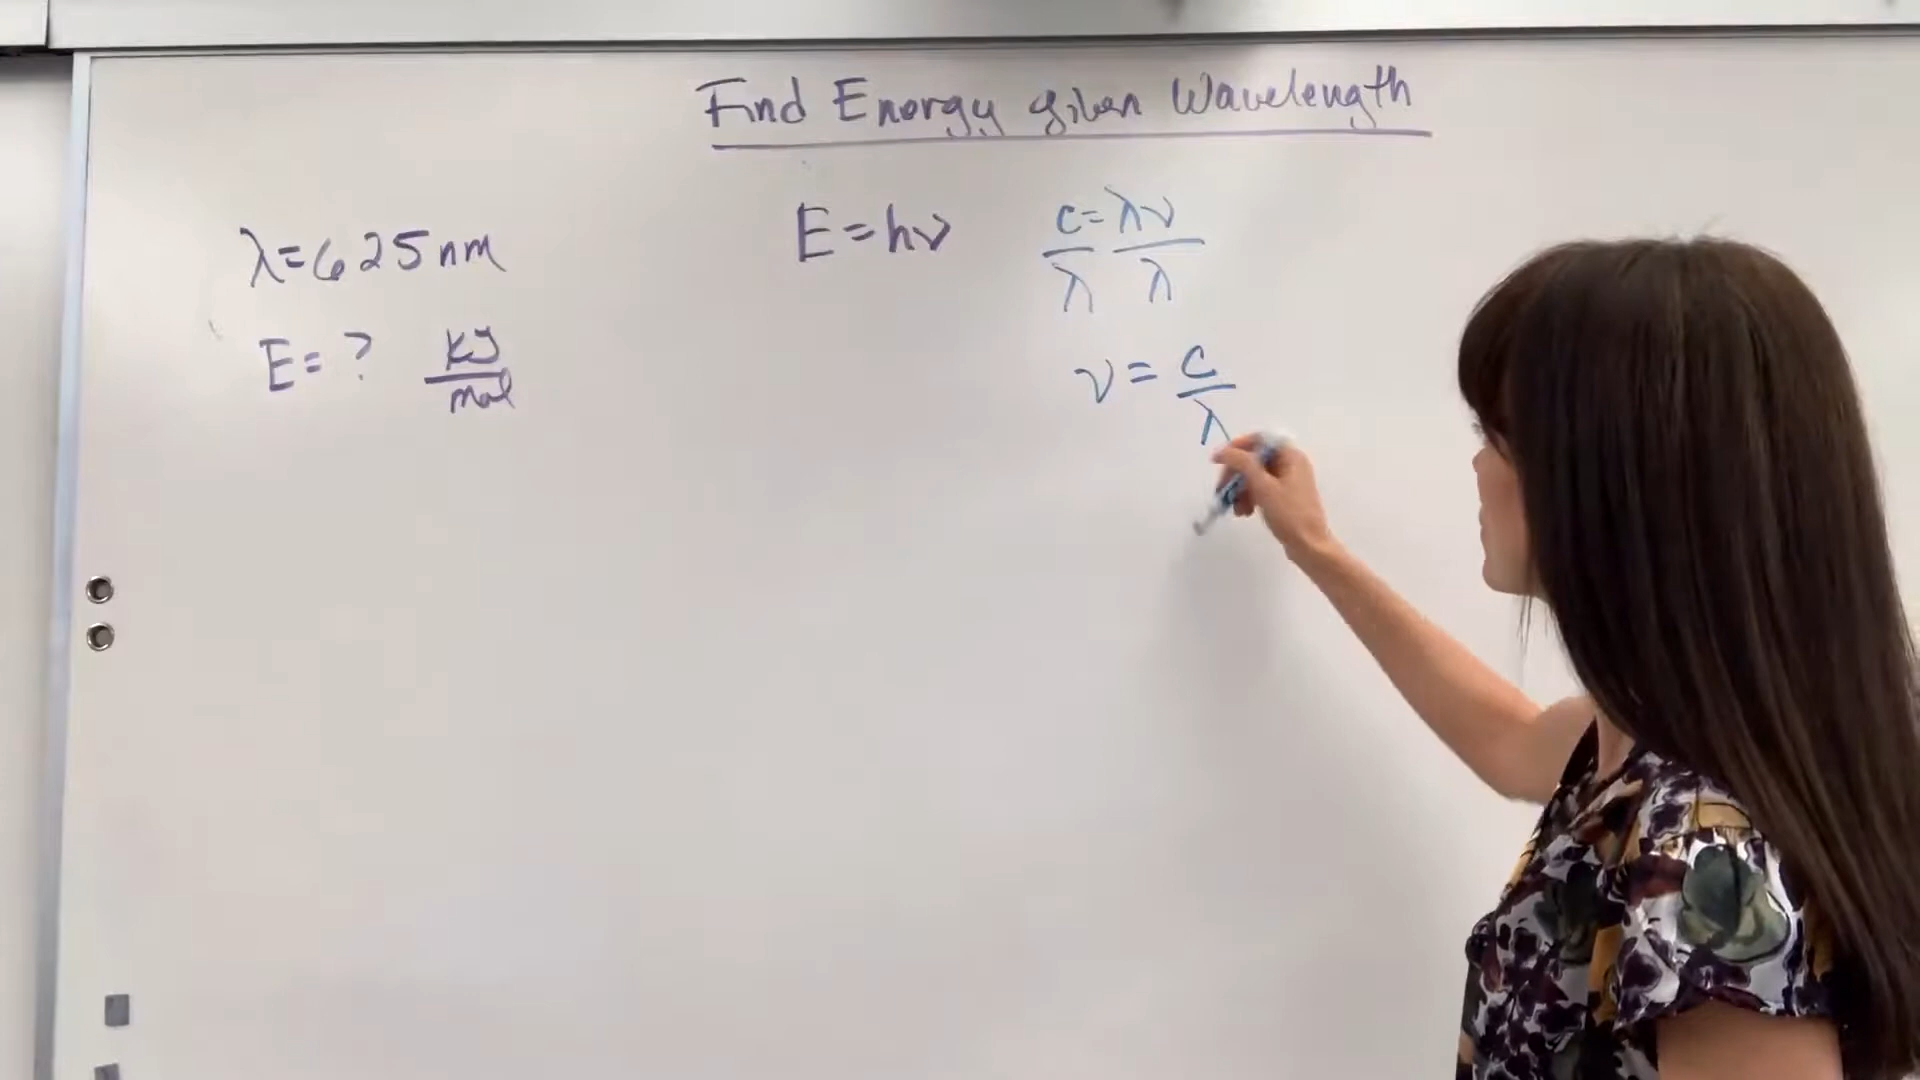 Find Energy given Wavelength
λ=625nm
E=? kJ/mol
E=hν
c/λ=λν/λ
ν=c/λ